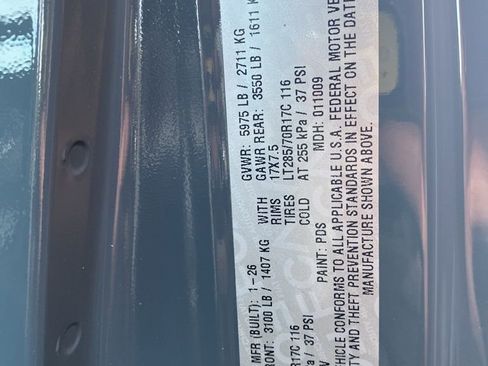 MFR (BUILT): 1-26 GVWR: 5975 LB / 2711 KG
FRONT: 3100 LB / 1407 KG WITH GAWR REAR: 3550 LB / 1611 K
RIMS 17X7.5
R17C 116 TIRES LT285/70R17C 116
/ 37 PSI COLD AT 255 kPa / 37 PSI
PAINT: PDS MDH: 011009
VEHICLE CONFORMS TO ALL APPLICABLE U.S.A. FEDERAL MOTOR VE
TY AND THEFT PREVENTION STANDARDS IN EFFECT ON THE DATE
MANUFACTURE SHOWN ABOVE.